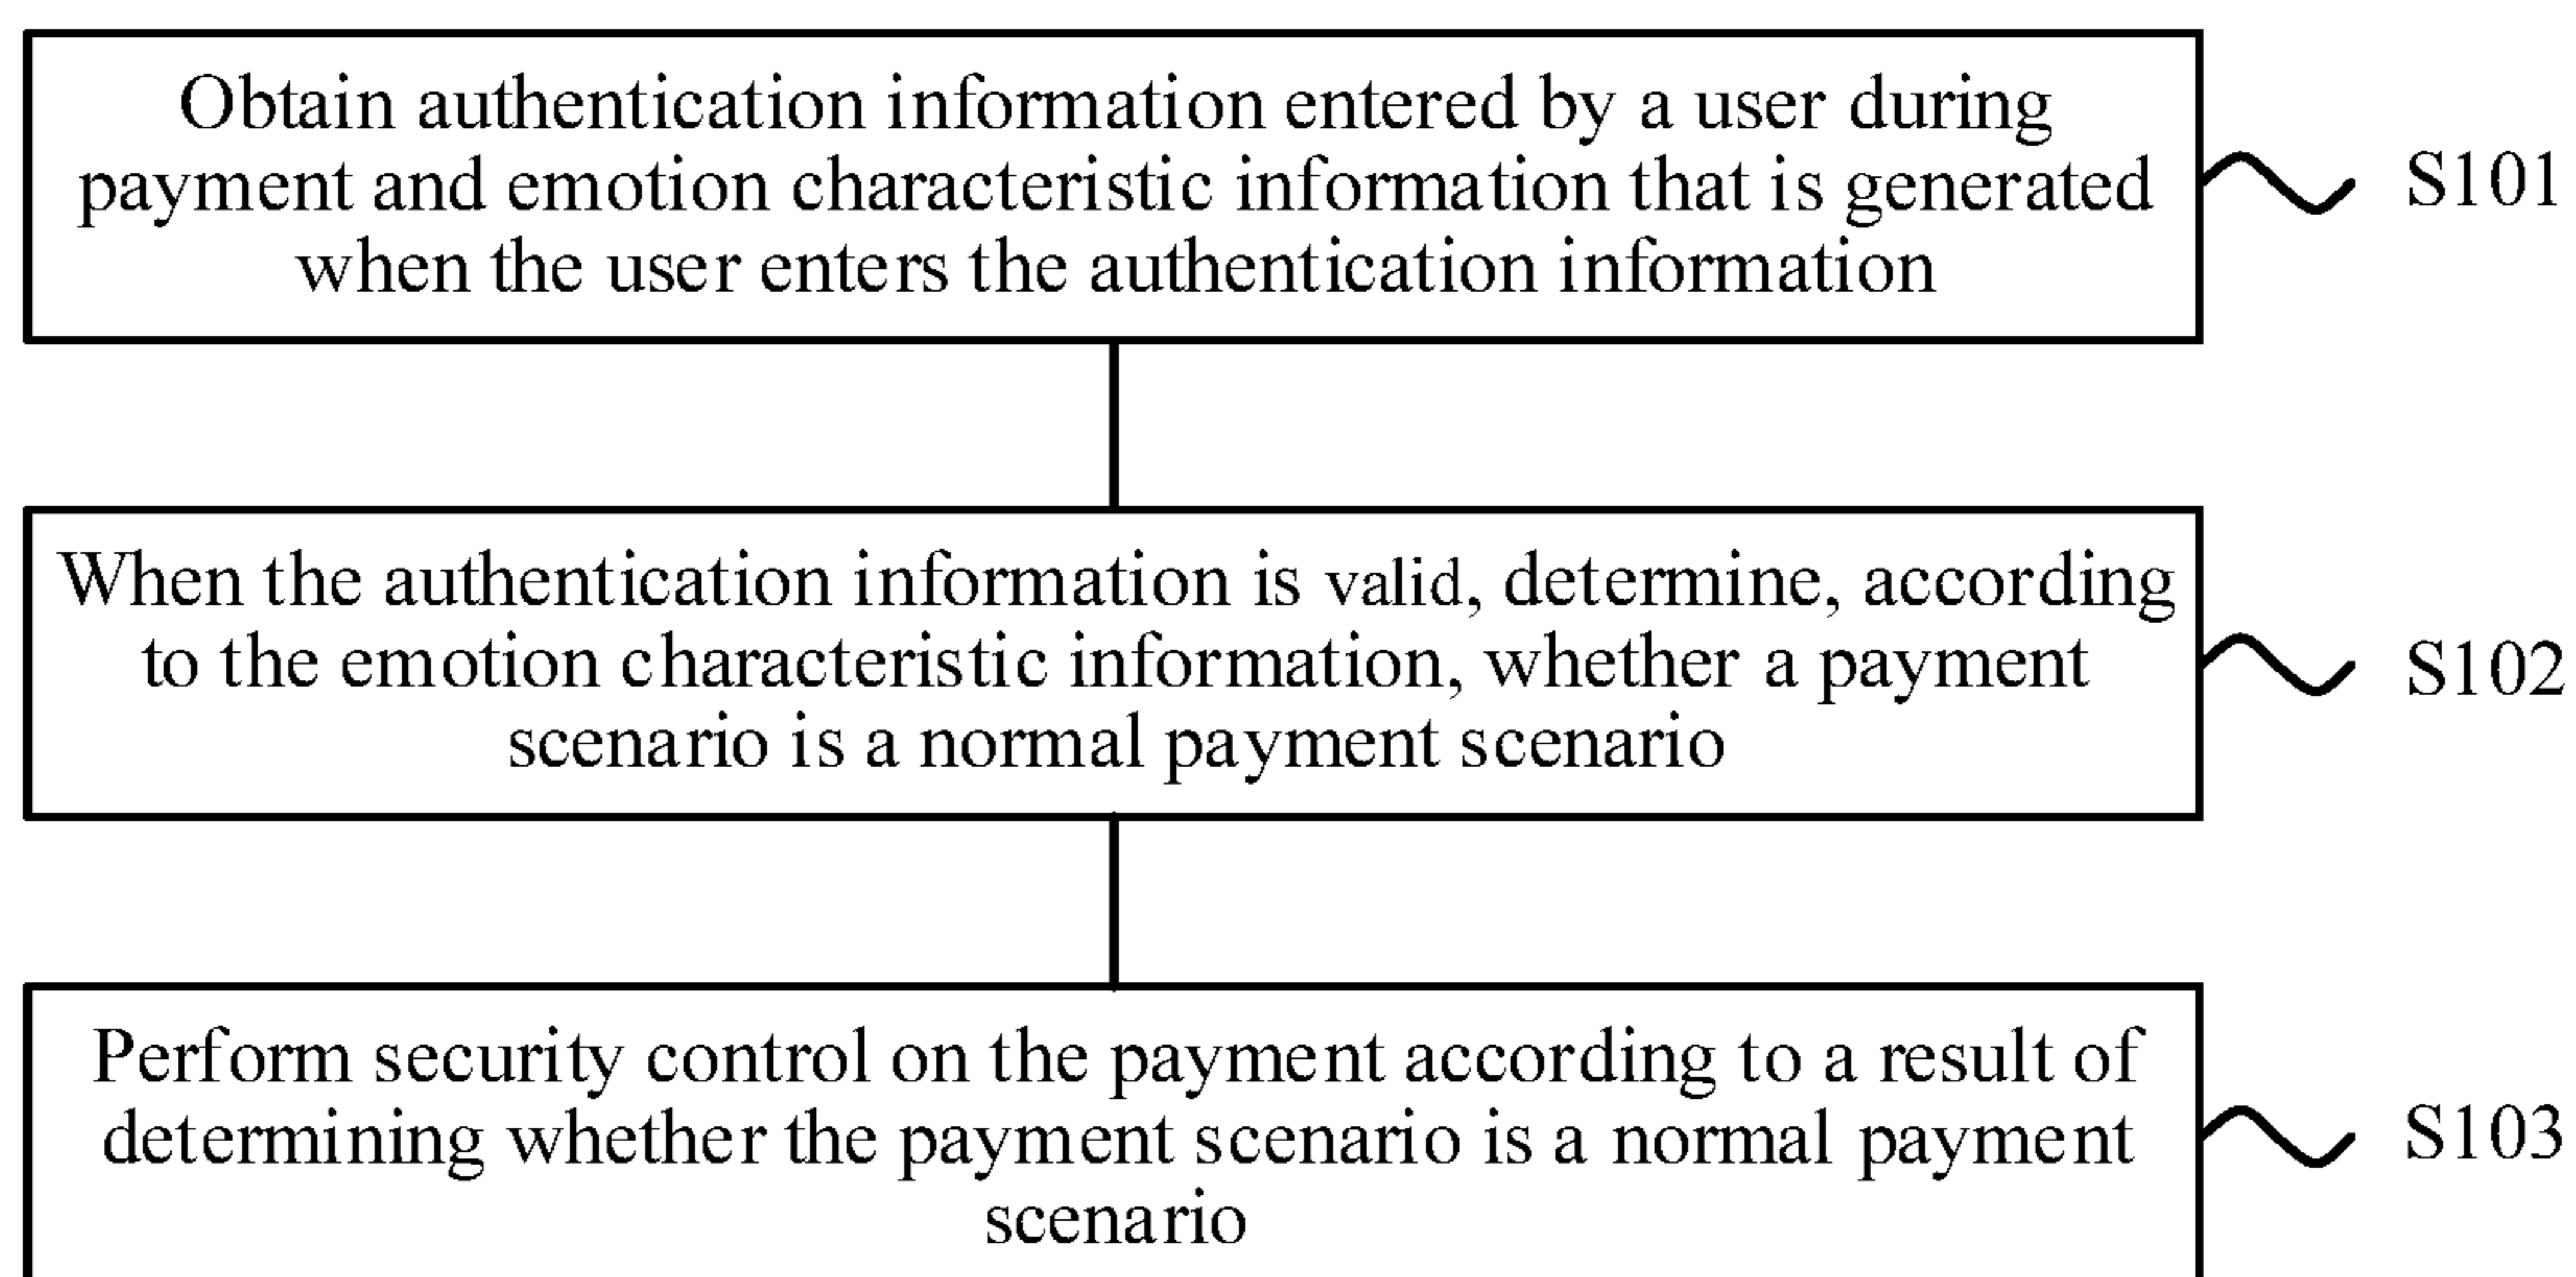 Obtain authentication information entered by a user during
payment and emotion characteristic information that is generated
when the user enters the authentication information
S101
When the authentication information is valid, determine, according
to the emotion characteristic information, whether a payment
scenario is a normal payment scenario
S102
Perform security control on the payment according to a result of
determining whether the payment scenario is a normal payment
scenario
S103